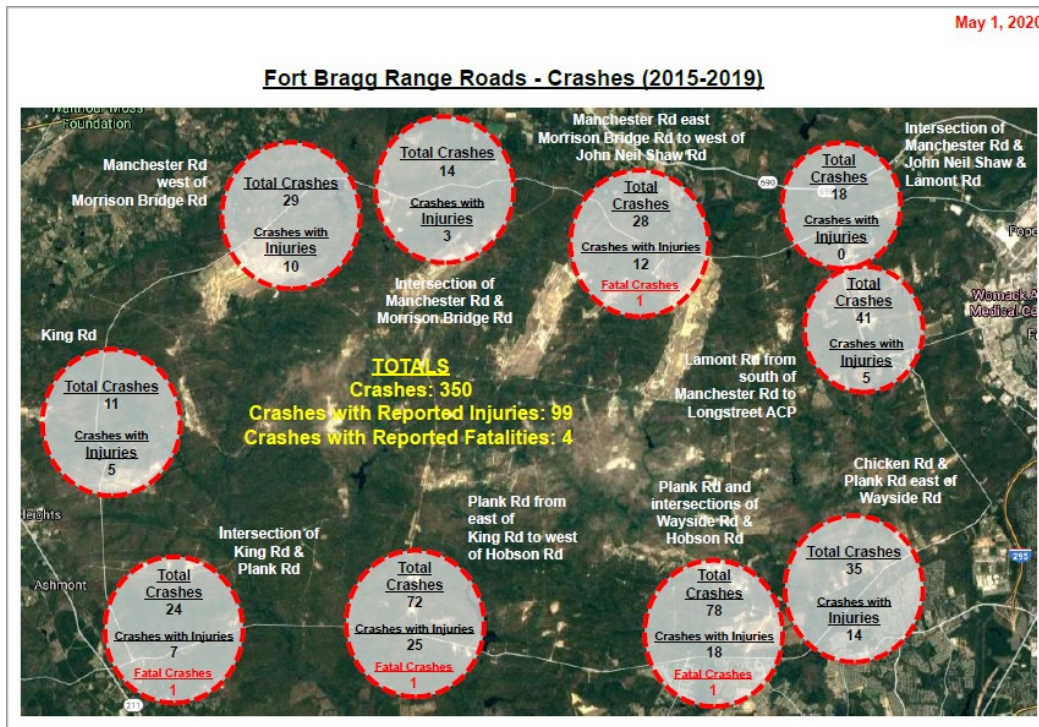 May 1, 2020
Fort Bragg Range Roads - Crashes (2015-2019)
Foundation
Manchester Rd
west of
Morrison Bridge Rd
Total Crashes
29
Crashes with
Injuries
10
Total Crashes
14
Crashes with
Injuries
3
Intersection of
Manchester Rd &
Morrison Bridge Rd
Manchester Rd east
Morrison Bridge Rd to west of
John Neil Shaw Rd
Total
Crashes
28
Crashes with Injuries
12
Fatal Crashes
1
690
Intersection of
Manchester Rd &
John Neil Shaw &
Lamont Rd
Total
Crashes
18
Crashes with
Injuries
0
Total
Crashes
41
Crashes with
Injuries
5
Lamont Rd from
south of
Manchester Rd to
Longstreet ACP
Womack A
Medical Ce
King Rd
Total Crashes
11
Crashes with
Injuries
5
TOTALS
Crashes: 350
Crashes with Reported Injuries: 99
Crashes with Reported Fatalities: 4
Ashmont
Intersection of
King Rd &
Plank Rd
Total
Crashes
24
Crashes with Injuries
7
Fatal Crashes
1
211
Plank Rd from
east of
King Rd to west
of Hobson Rd
Total
Crashes
72
Crashes with Injuries
25
Fatal Crashes
1
Plank Rd and
intersections of
Wayside Rd &
Hobson Rd
Total
Crashes
78
Crashes with Injuries
18
Fatal Crashes
1
Chicken Rd &
Plank Rd east of
Wayside Rd
Total Crashes
35
Crashes with
Injuries
14
295